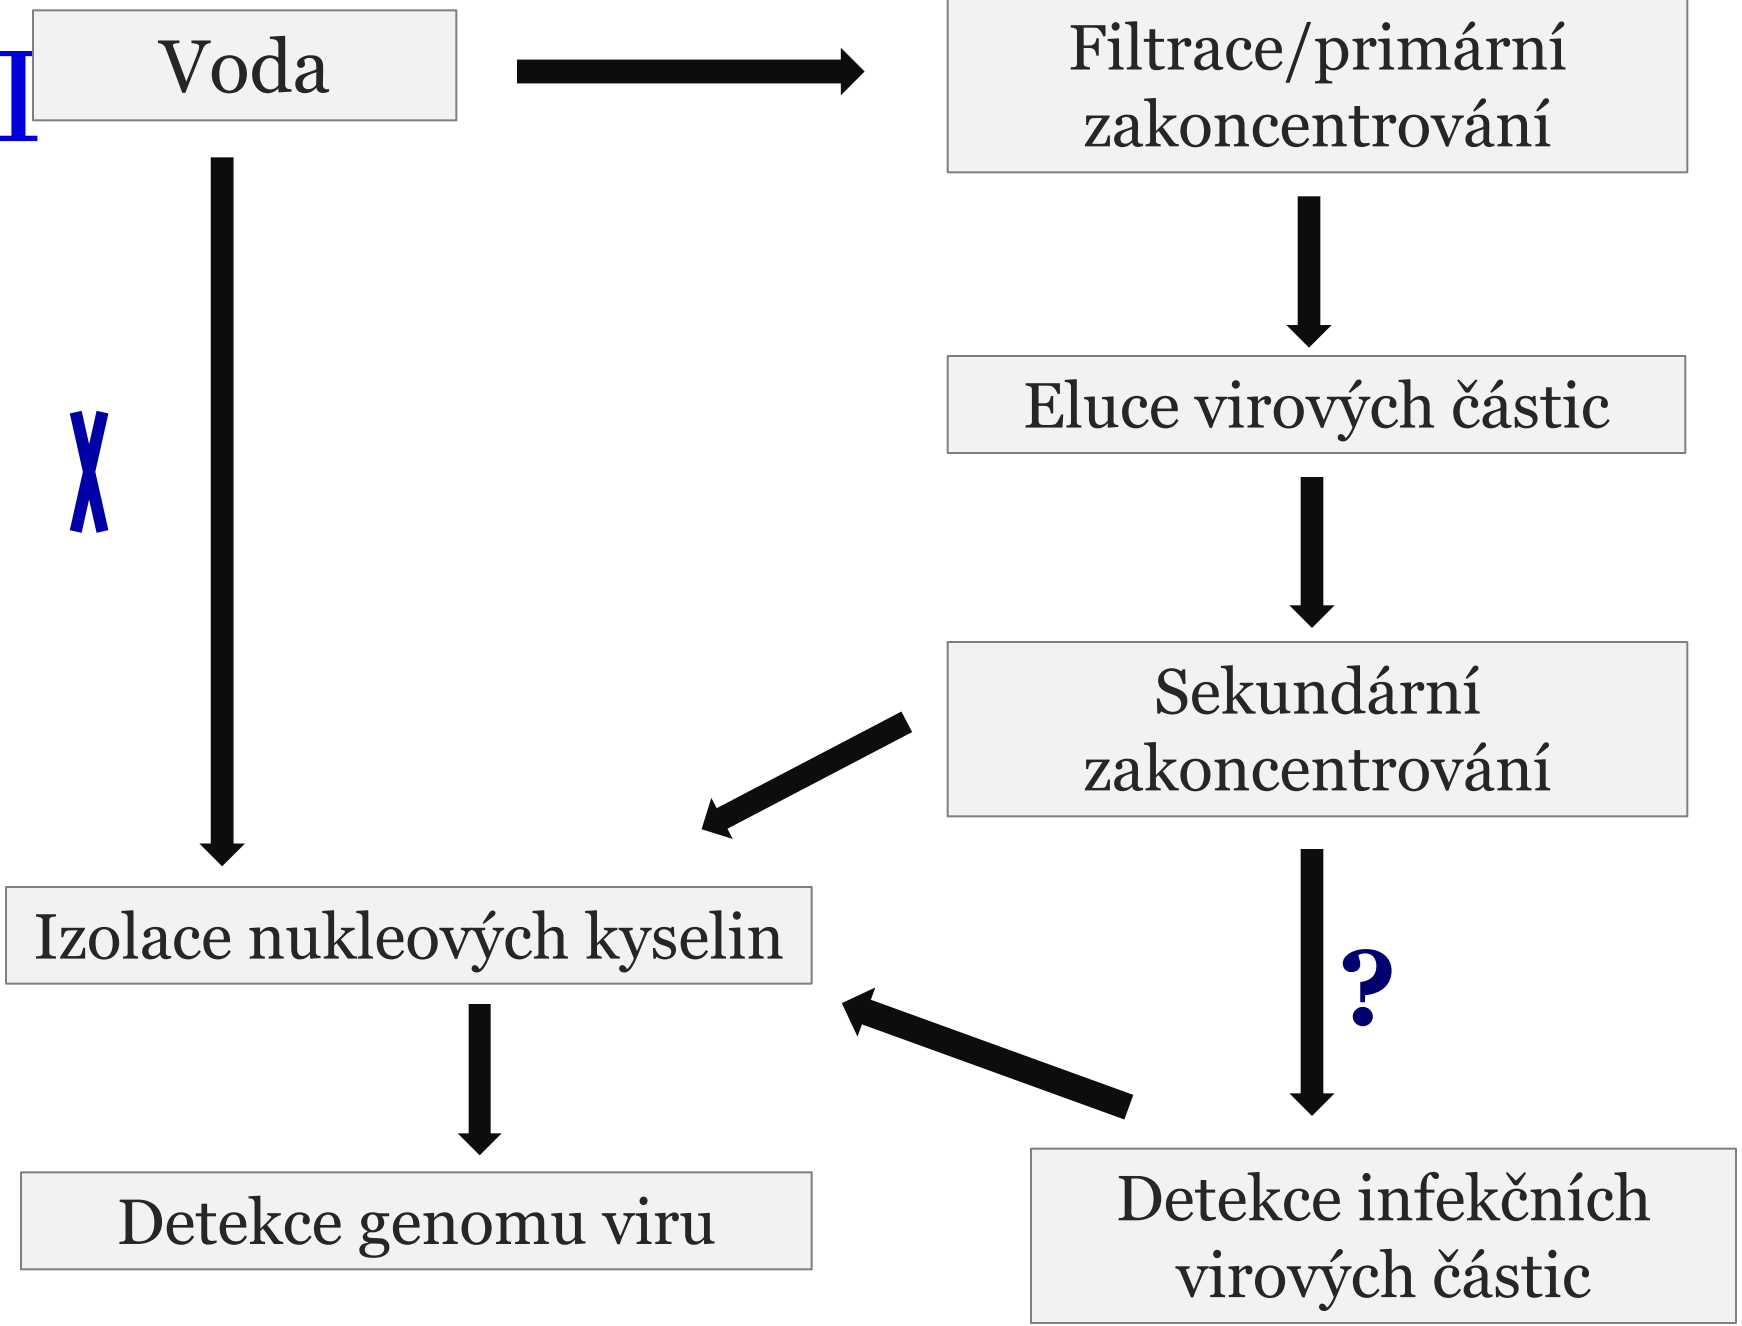 I
Voda
Filtrace/primární
zakoncentrování
Eluce virových částic
X
Sekundární
zakoncentrování
Izolace nukleových kyselin
?
Detekce genomu viru
Detekce infekčních
virových částic